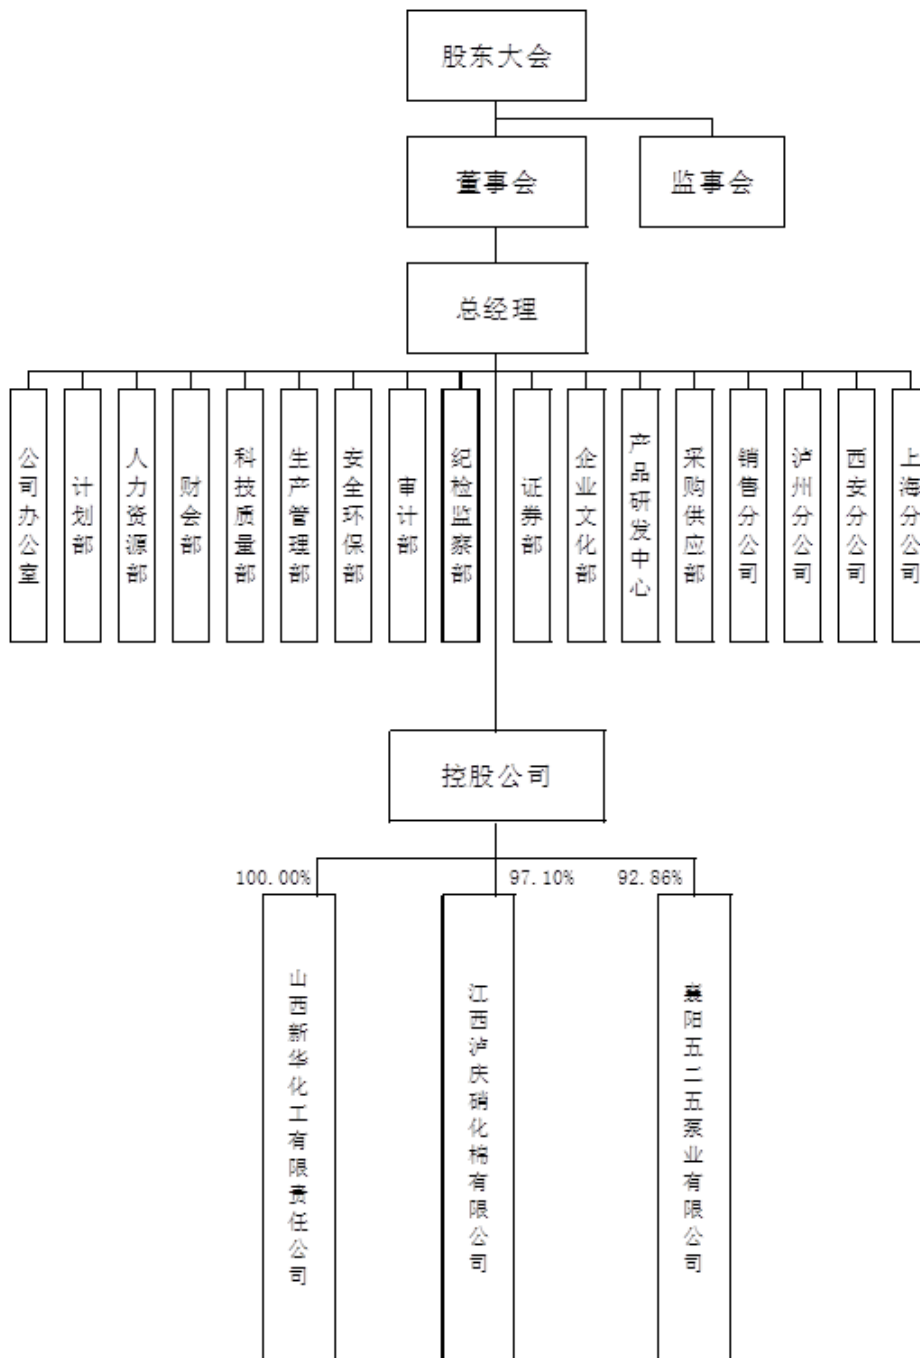 股东大会
董事会
监事会
总经理
公司办公室
计划部
人力资源部
财会部
科技质量部
生产管理部
安全环保部
审计部
纪检监察部
证券部
企业文化部
产品研发中心
采购供应部
销售分公司
泸州分公司
西安分公司
上海分公司
控股公司
100.00%
97.10%
92.86%
山西新华化工有限责任公司
江西泸庆硝化棉有限公司
襄阳五二五泵业有限公司